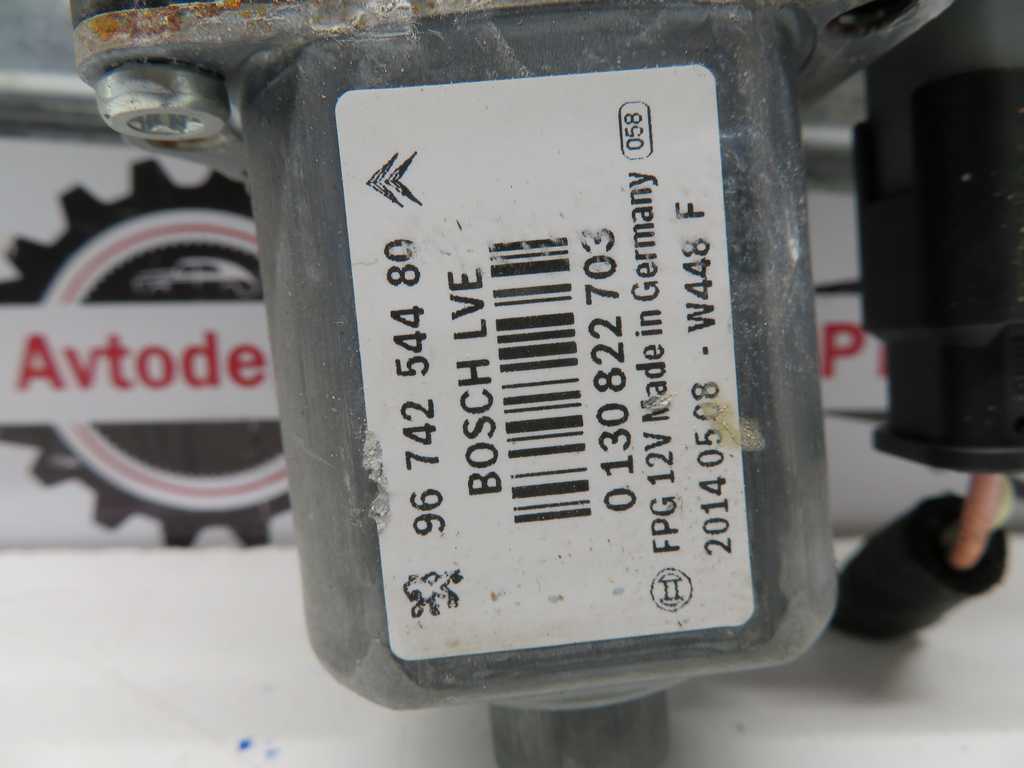 96 742 544 80
BOSCH LVE
0 130 822 703
FPG 12V Made in Germany 058
2014 05 08 - W448 F
Avtode